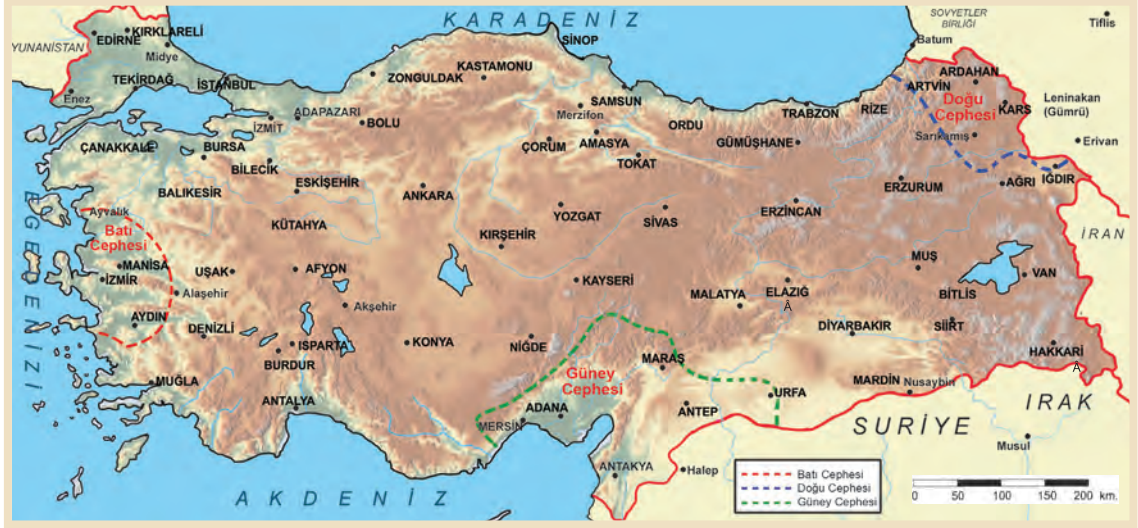 KARADENİZ
SOVYETLER
BİRLİĞİ
Tiflis
YUNANİSTAN
EDİRNE
KIRKLARELİ
Midye
SİNOP
Batum
TEKİRDAĞ
İSTANBUL
ZONGULDAK
KASTAMONU
ARDAHAN
ARTVİN
Enez
ADAPAZARI
İZMİT
BOLU
SAMSUN
Merzifon
ORDU
TRABZON
RİZE
Doğu
Cephesi
KARS
Leninakan
(Gümrü)
Sarıkamış
Erivan
ÇANAKKALE
BURSA
BİLECİK
ÇORUM
AMASYA
TOKAT
GÜMÜŞHANE
BALIKESİR
ESKİŞEHİR
ANKARA
ERZURUM
AĞRI
IĞDIR
EGE DENİZİ
Ayvalık
Batı
Cephesi
KÜTAHYA
YOZGAT
SİVAS
ERZİNCAN
KIRŞEHİR
İRAN
MANİSA
İZMİR
UŞAK
AFYON
Alaşehir
Akşehir
KAYSERİ
MALATYA
ELAZIĞ
Â
MUŞ
BİTLİS
VAN
AYDIN
DENİZLİ
ISPARTA
BURDUR
KONYA
NİĞDE
DİYARBAKIR
SİİRT
HAKKARİ
Â
MARAŞ
Güney
Cephesi
MUĞLA
ANTALYA
MERSİN
ADANA
ANTEP
URFA
MARDİN
Nusaybin
IRAK
SURİYE
Musul
ANTAKYA
Halep
AKDENİZ
Batı Cephesi
Doğu Cephesi
Güney Cephesi
0 50 100 150 200 km.